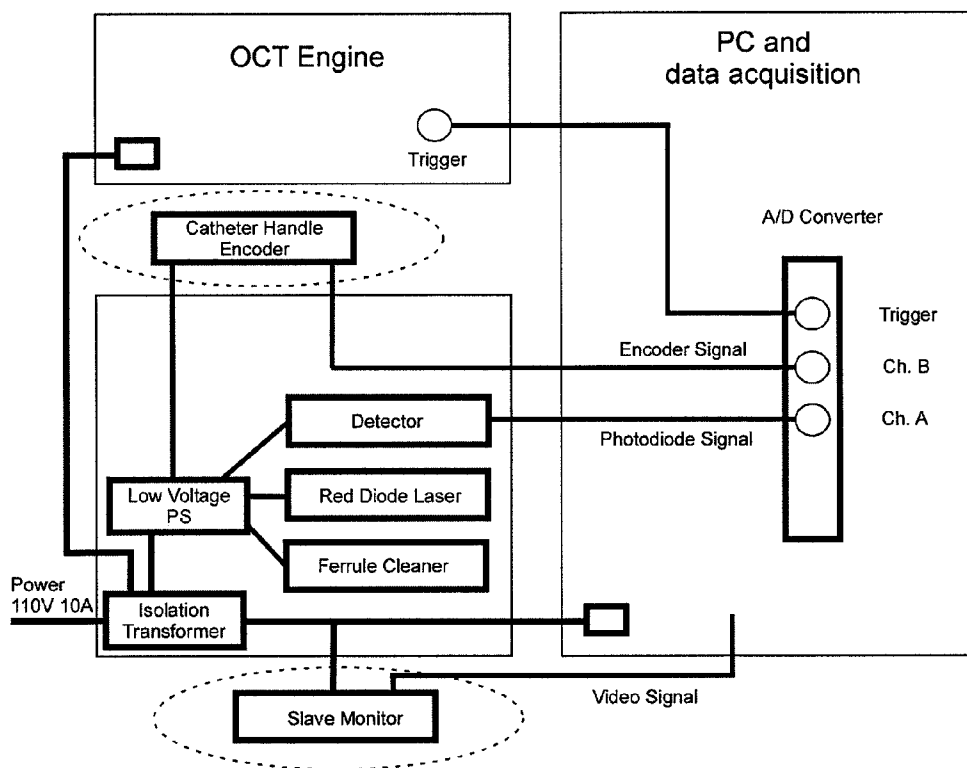 OCT Engine
PC and
data acquisition
Trigger
Catheter Handle
Encoder
A/D Converter
Trigger
Encoder Signal
Ch. B
Detector
Ch. A
Photodiode Signal
Low Voltage
PS
Red Diode Laser
Ferrule Cleaner
Power
110V 10A
Isolation
Transformer
Video Signal
Slave Monitor